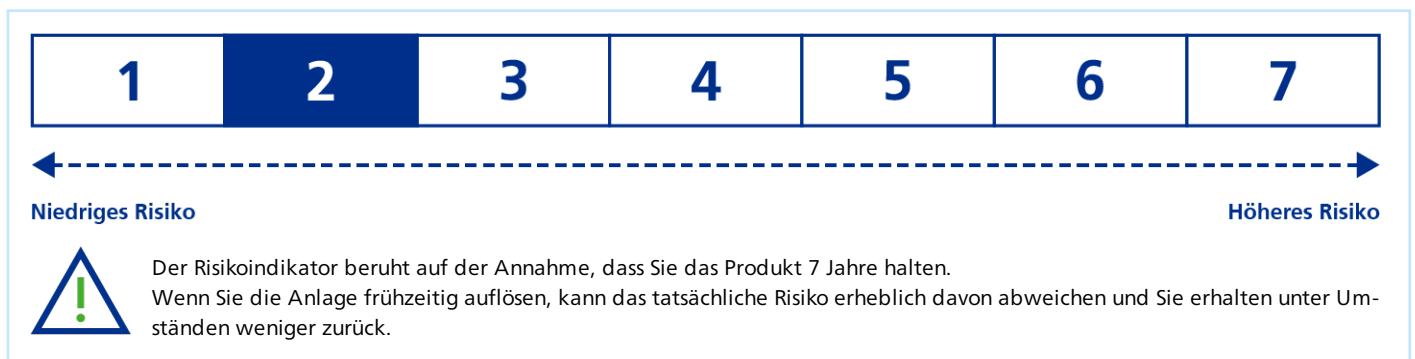 1 2 3 4 5 6 7
Niedriges Risiko Höheres Risiko
Der Risikoindikator beruht auf der Annahme, dass Sie das Produkt 7 Jahre halten.
Wenn Sie die Anlage frühzeitig auflösen, kann das tatsächliche Risiko erheblich davon abweichen und Sie erhalten unter Um-
ständen weniger zurück.